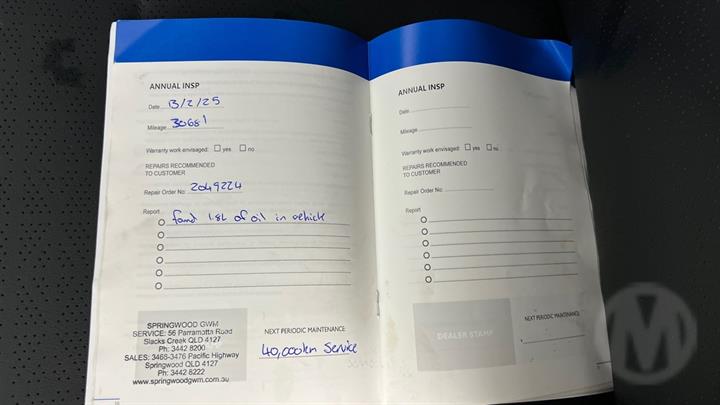 ANNUAL INSP
Date 13/2/25
Mileage 30681
Warranty work envisaged: yes no
REPAIRS RECOMMENDED
TO CUSTOMER
Repair Order No: 2049224
Report
found 1.8L of oil in vehicle
SPRINGWOOD GWM
SERVICE: 56 Parramatta Road
Slacks Creek QLD 4127
Ph: 3442 8200
SALES: 3465-3476 Pacific Highway
Springwood QLD 4127
Ph: 3442 8222
www.springwoodgwm.com.au
NEXT PERIODIC MAINTENANCE:
40,000km Service
ANNUAL INSP
Date
Mileage
Warranty work envisaged: yes no
REPAIRS RECOMMENDED
TO CUSTOMER
Repair Order No:
Report
DEALER STAMP
NEXT PERIODIC MAINTENANCE: